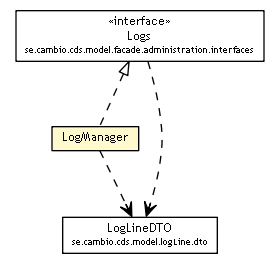 «interface»
Logs
se.cambio.cds.model.facade.administration.interfaces
LogManager
LogLineDTO
se.cambio.cds.model.logLine.dto